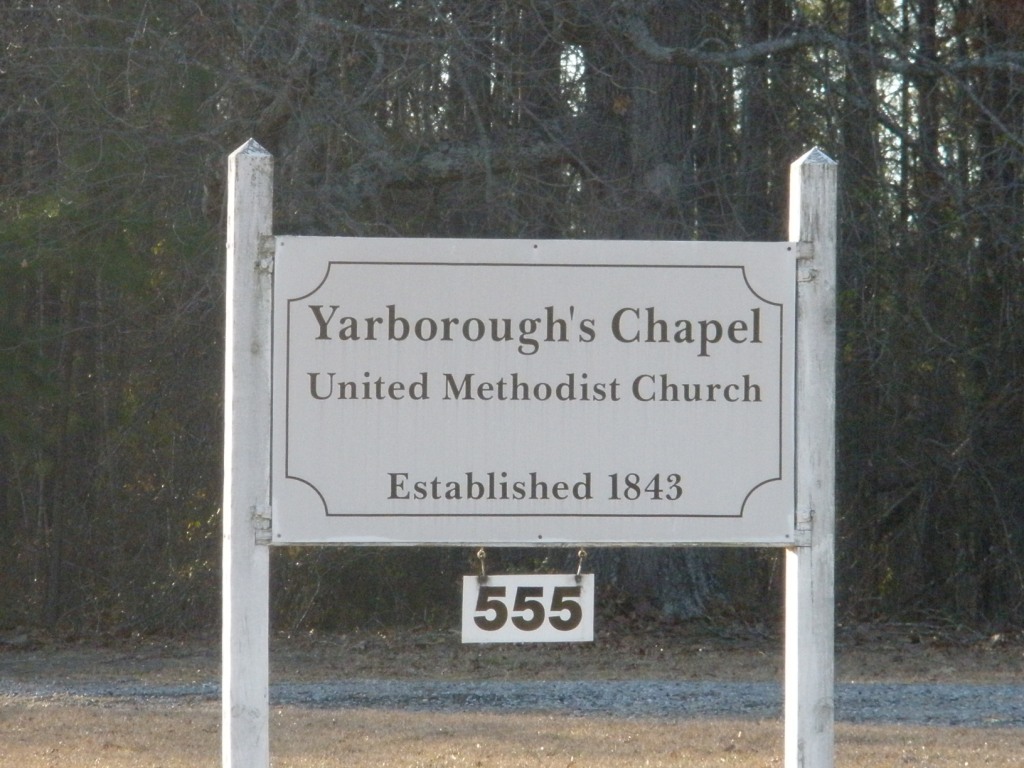 Yarborough's Chapel
United Methodist Church
Established 1843
555